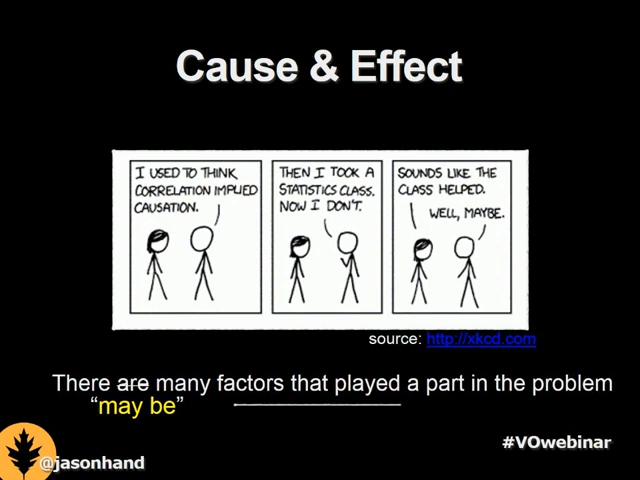 Cause & Effect
I USED TO THINK
CORRELATION IMPLIED
CAUSATION.
THEN I TOOK A
STATISTICS CLASS.
NOW I DON'T.
SOUNDS LIKE THE
CLASS HELPED.
WELL, MAYBE.
source: http://xkcd.com
There are many factors that played a part in the problem
“may be”
#VOwebinar
@jasonhand